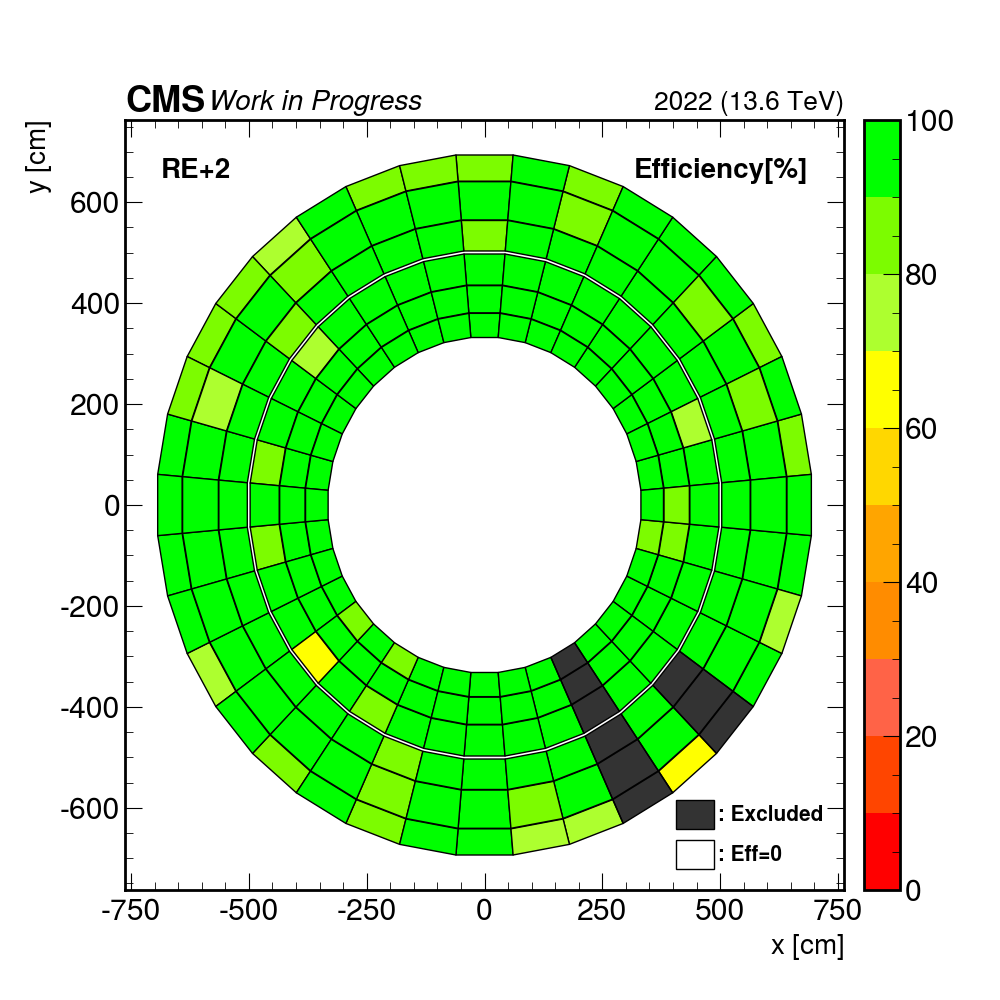 CMS Work in Progress 2022 (13.6 TeV)
y [cm]
RE+2 Efficiency[%]
600
400
200
0
-200
-400
-600
: Excluded
: Eff=0
-750 -500 -250 0 250 500 750
x [cm]
100
80
60
40
20
0